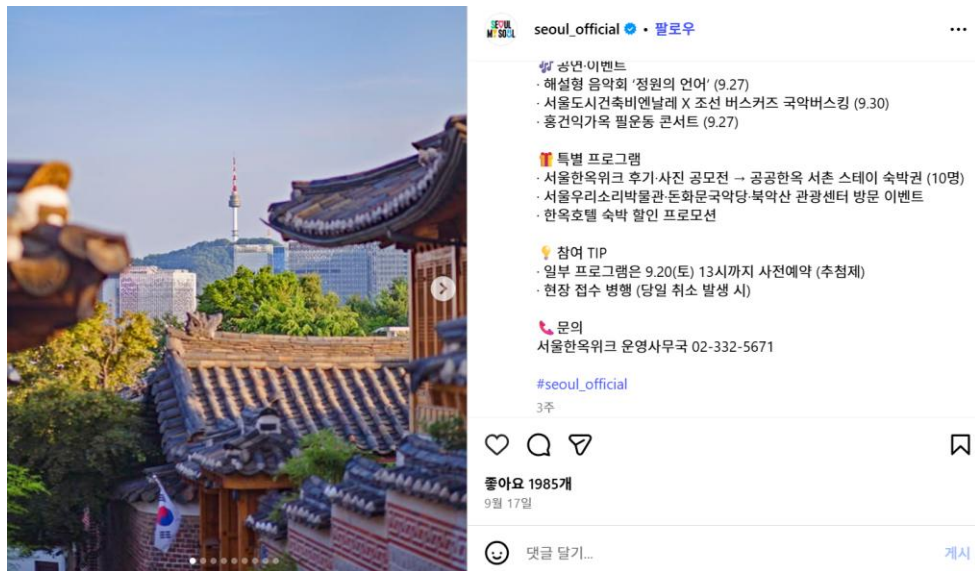 SEOUL
MY SOUL
seoul_official • 팔로우
공연·이벤트
· 해설형 음악회 ‘정원의 언어’ (9.27)
· 서울도시건축비엔날레 X 조선 버스커즈 국악버스킹 (9.30)
· 홍건익가옥 필운동 콘서트 (9.27)
특별 프로그램
· 서울한옥위크 후기·사진 공모전 → 공공한옥 서촌 스테이 숙박권 (10명)
· 서울우리소리박물관·돈화문국악당·북악산 관광센터 방문 이벤트
· 한옥호텔 숙박 할인 프로모션
참여 TIP
· 일부 프로그램은 9.20(토) 13시까지 사전예약 (추첨제)
· 현장 접수 병행 (당일 취소 발생 시)
문의
서울한옥위크 운영사무국 02-332-5671
#seoul_official
3주
좋아요 1985개
9월 17일
댓글 달기...
게시